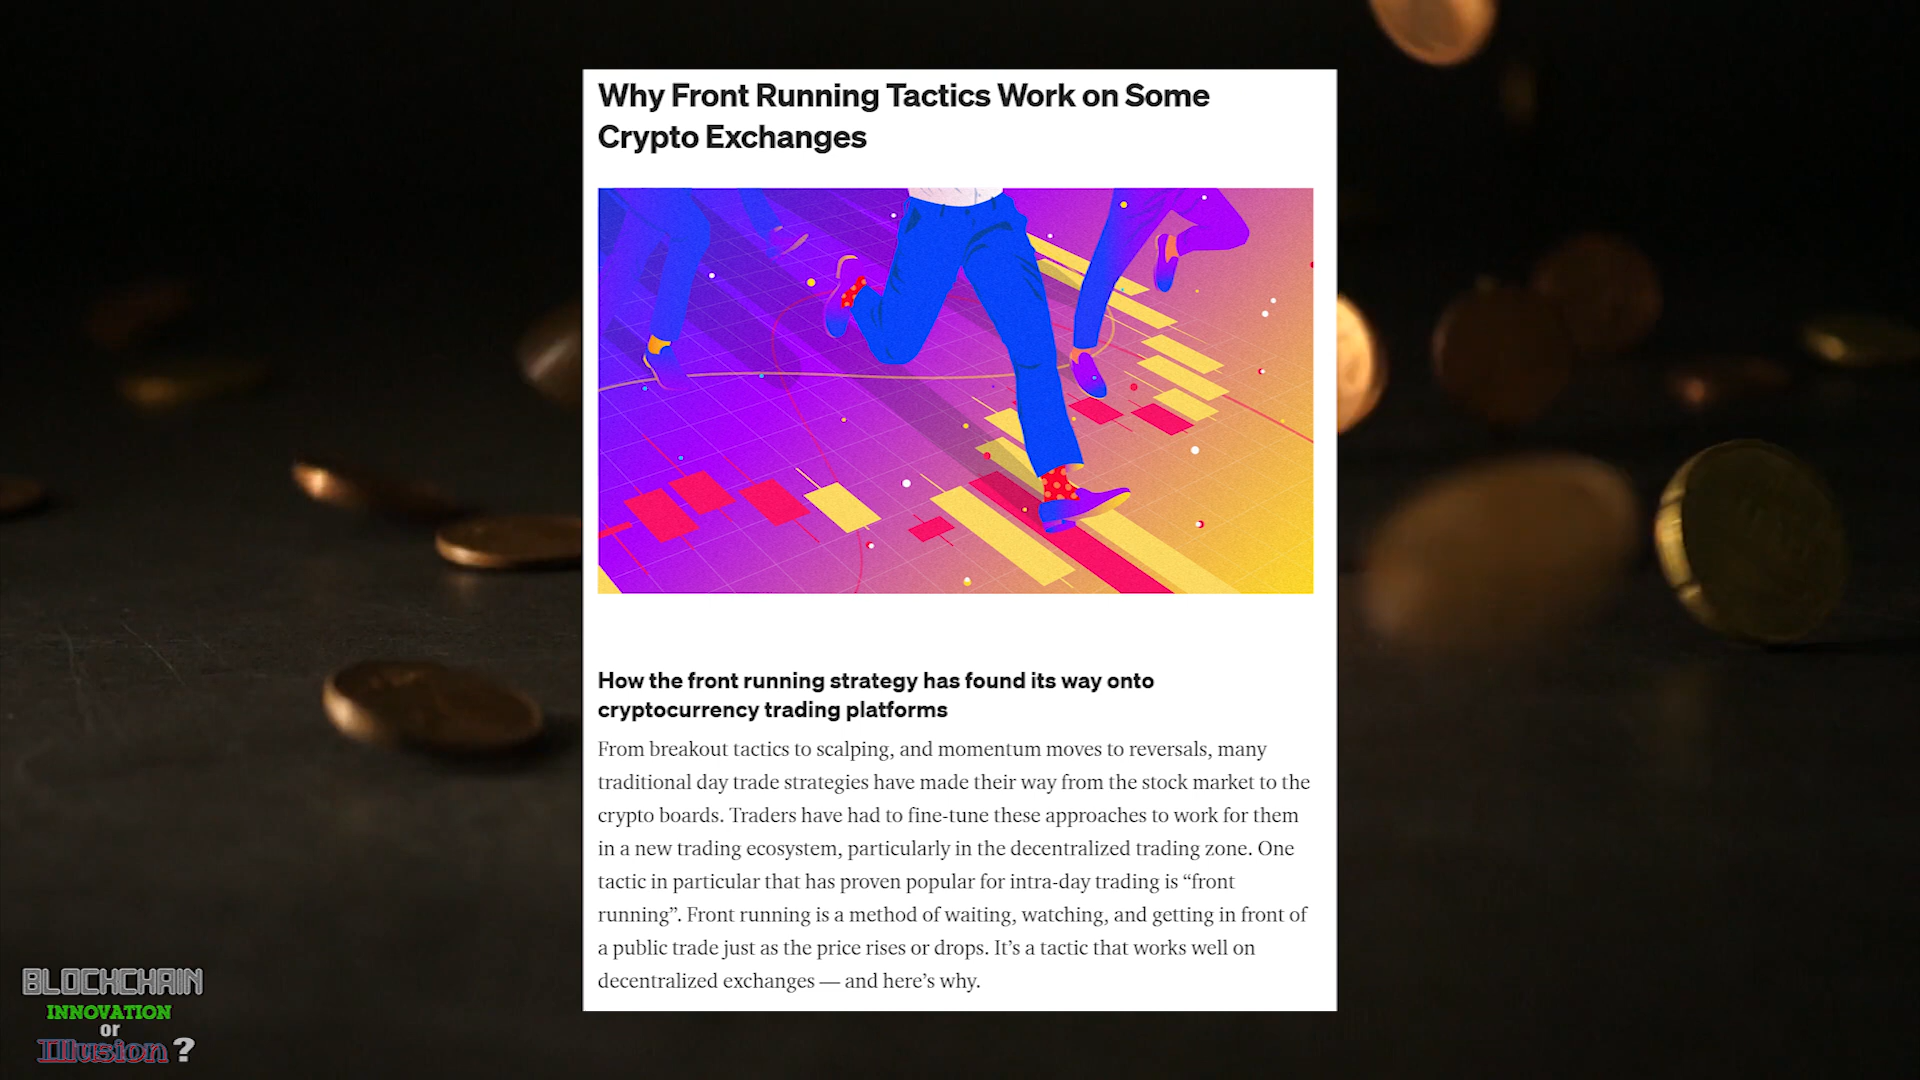 Why Front Running Tactics Work on Some
Crypto Exchanges
How the front running strategy has found its way onto
cryptocurrency trading platforms
From breakout tactics to scalping, and momentum moves to reversals, many
traditional day trade strategies have made their way from the stock market to the
crypto boards. Traders have had to fine-tune these approaches to work for them
in a new trading ecosystem, particularly in the decentralized trading zone. One
tactic in particular that has proven popular for intra-day trading is “front
running”. Front running is a method of waiting, watching, and getting in front of
a public trade just as the price rises or drops. It’s a tactic that works well on
decentralized exchanges — and here’s why.
BLOCKCHAIN
INNOVATION
or
Illusion ?